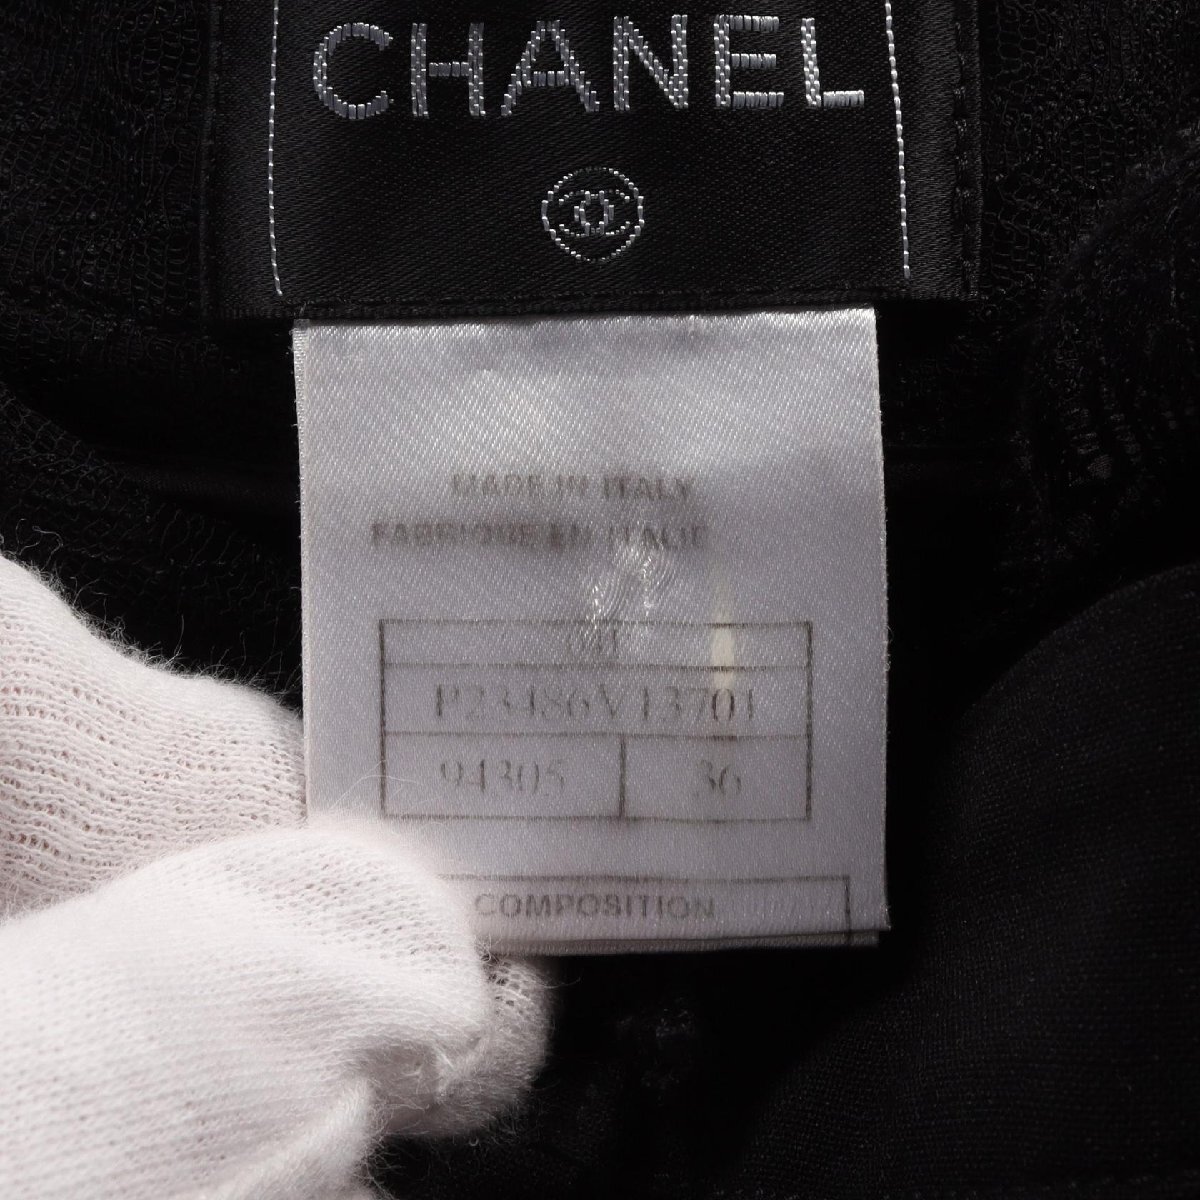 CHANEL
MADE IN ITALY
FABRIQUE EN ITALIE
P23486V13701
94305 36
COMPOSITION